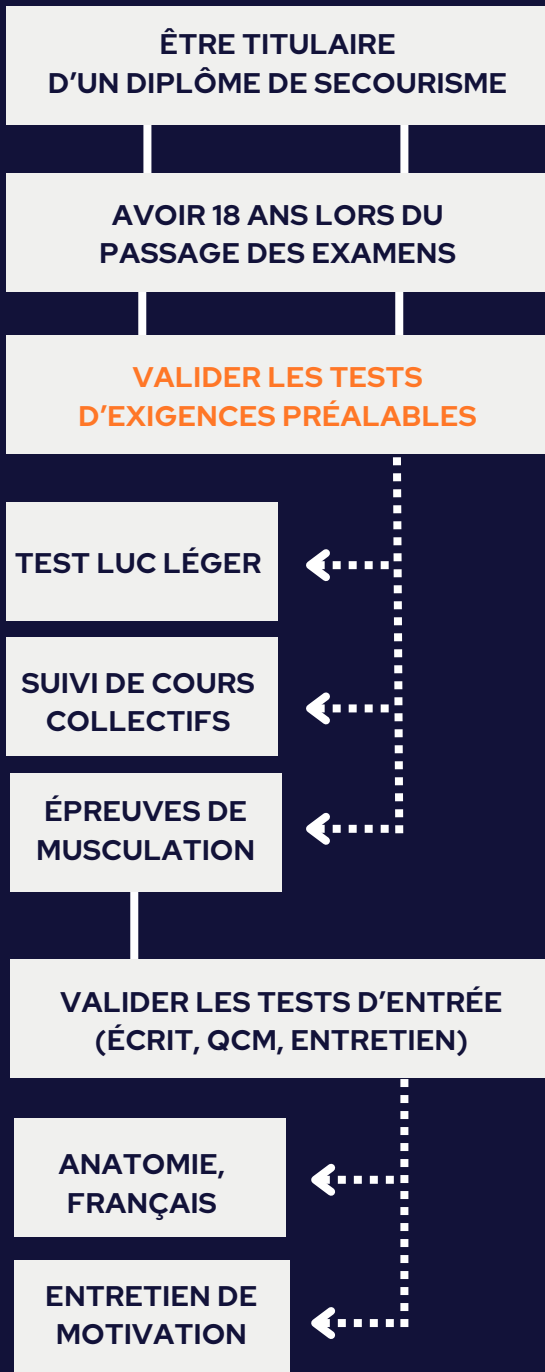 ÊTRE TITULAIRE
D'UN DIPLÔME DE SECOURISME
AVOIR 18 ANS LORS DU
PASSAGE DES EXAMENS
VALIDER LES TESTS
D'EXIGENCES PRÉALABLES
TEST LUC LÉGER
SUIVI DE COURS
COLLECTIFS
ÉPREUVES DE
MUSCULATION
VALIDER LES TESTS D'ENTRÉE
(ÉCRIT, QCM, ENTRETIEN)
ANATOMIE,
FRANÇAIS
ENTRETIEN DE
MOTIVATION